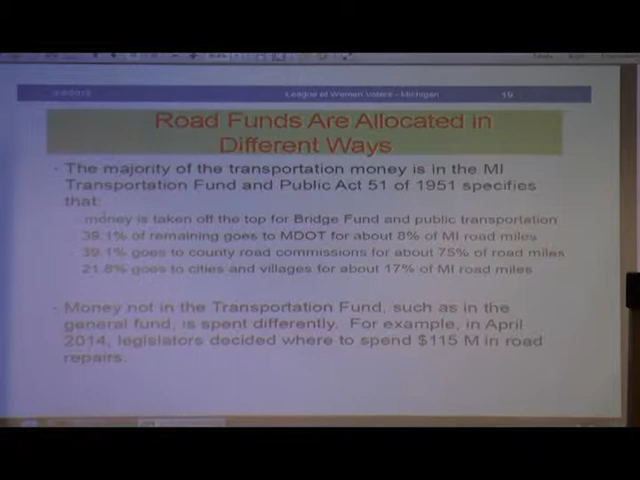 League of Women Voters - Michigan 19
Road Funds Are Allocated in
Different Ways
The majority of the transportation money is in the MI
Transportation Fund and Public Act 51 of 1951 specifies
that:
money is taken off the top for Bridge Fund and public transportation
39.1% of remaining goes to MDOT for about 8% of MI road miles
39.1% goes to county road commissions for about 75% of road miles
21.8% goes to cities and villages for about 17% of MI road miles
Money not in the Transportation Fund, such as in the
general fund, is spent differently. For example, in April
2014, legislators decided where to spend $115 M in road
repairs.